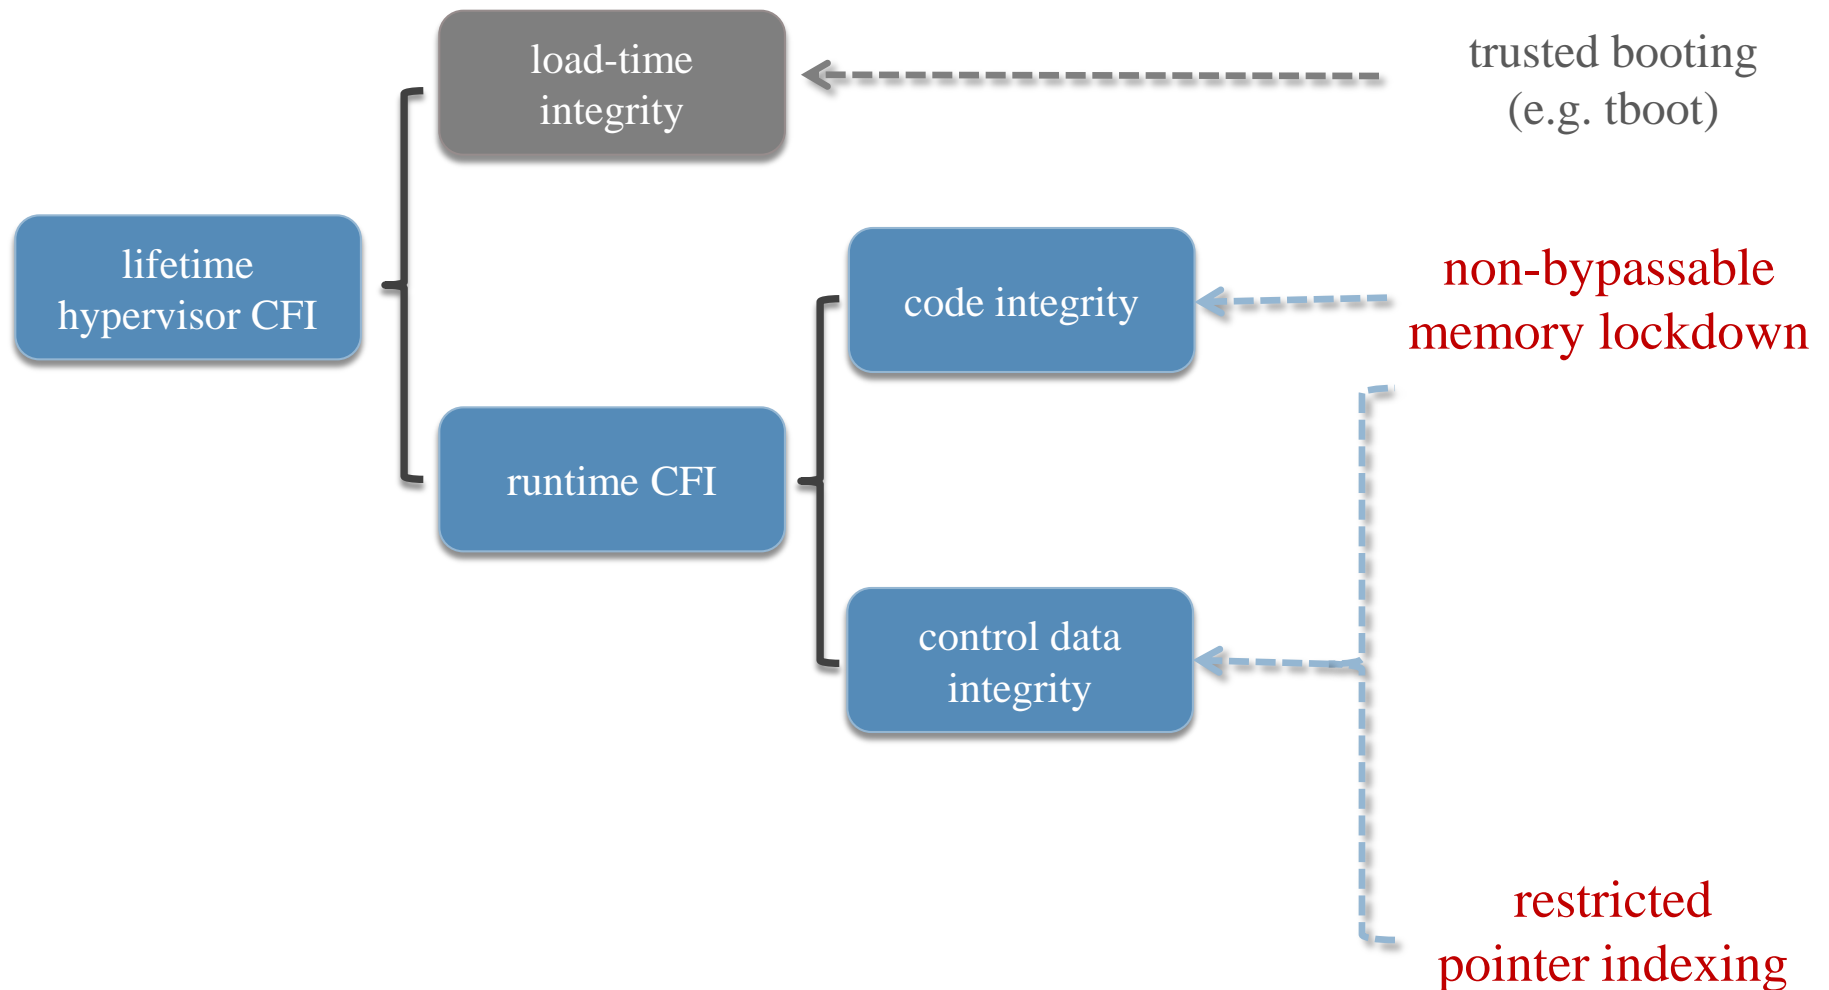 load-time
integrity
trusted booting
(e.g. tboot)
lifetime
hypervisor CFI
code integrity
non-bypassable
memory lockdown
runtime CFI
control data
integrity
restricted
pointer indexing